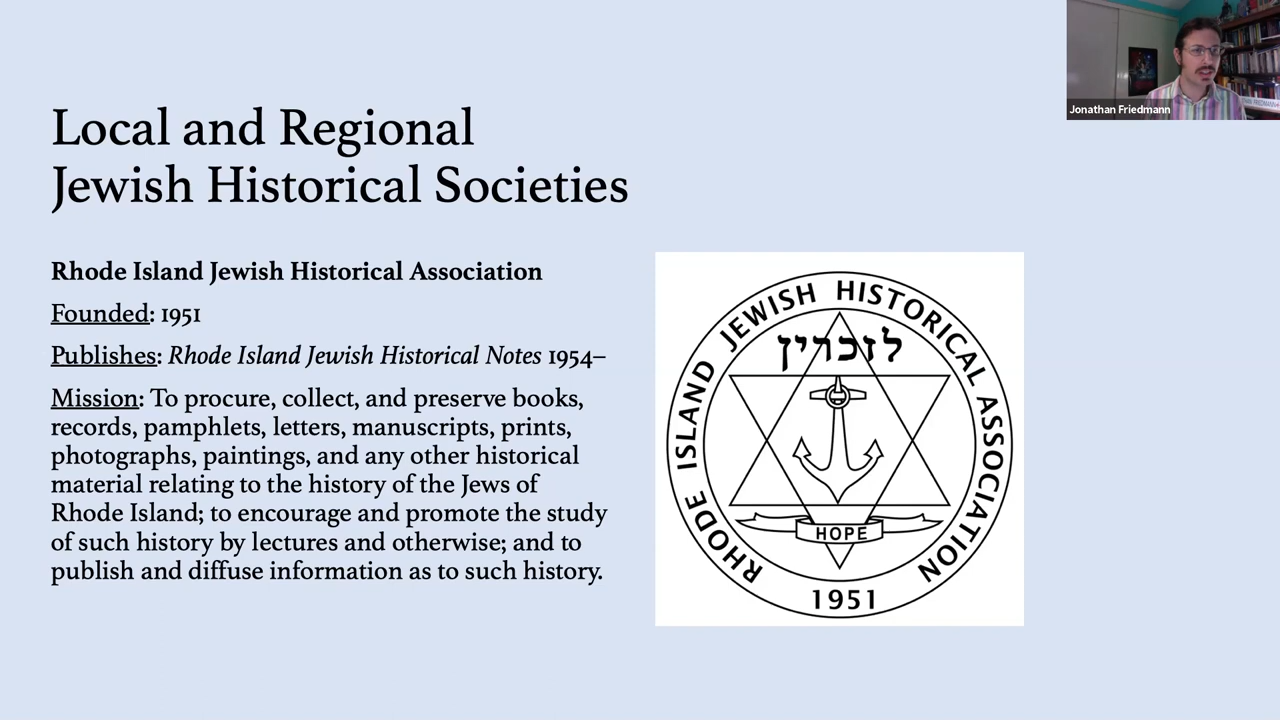 Jonathan Friedmann
Local and Regional
Jewish Historical Societies
Rhode Island Jewish Historical Association
Founded: 1951
Publishes: Rhode Island Jewish Historical Notes 1954–
Mission: To procure, collect, and preserve books,
records, pamphlets, letters, manuscripts, prints,
photographs, paintings, and any other historical
material relating to the history of the Jews of
Rhode Island; to encourage and promote the study
of such history by lectures and otherwise; and to
publish and diffuse information as to such history.
RHODE ISLAND JEWISH HISTORICAL ASSOCIATION
לזכרין
HOPE
1951